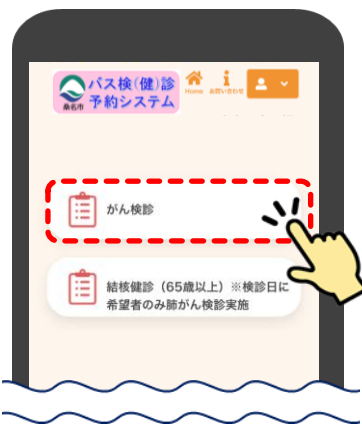 バス検(健)診
予約システム
桑名市
Home
お問い合わせ
がん検診
結核健診（65歳以上）※検診日に
希望者のみ肺がん検診実施